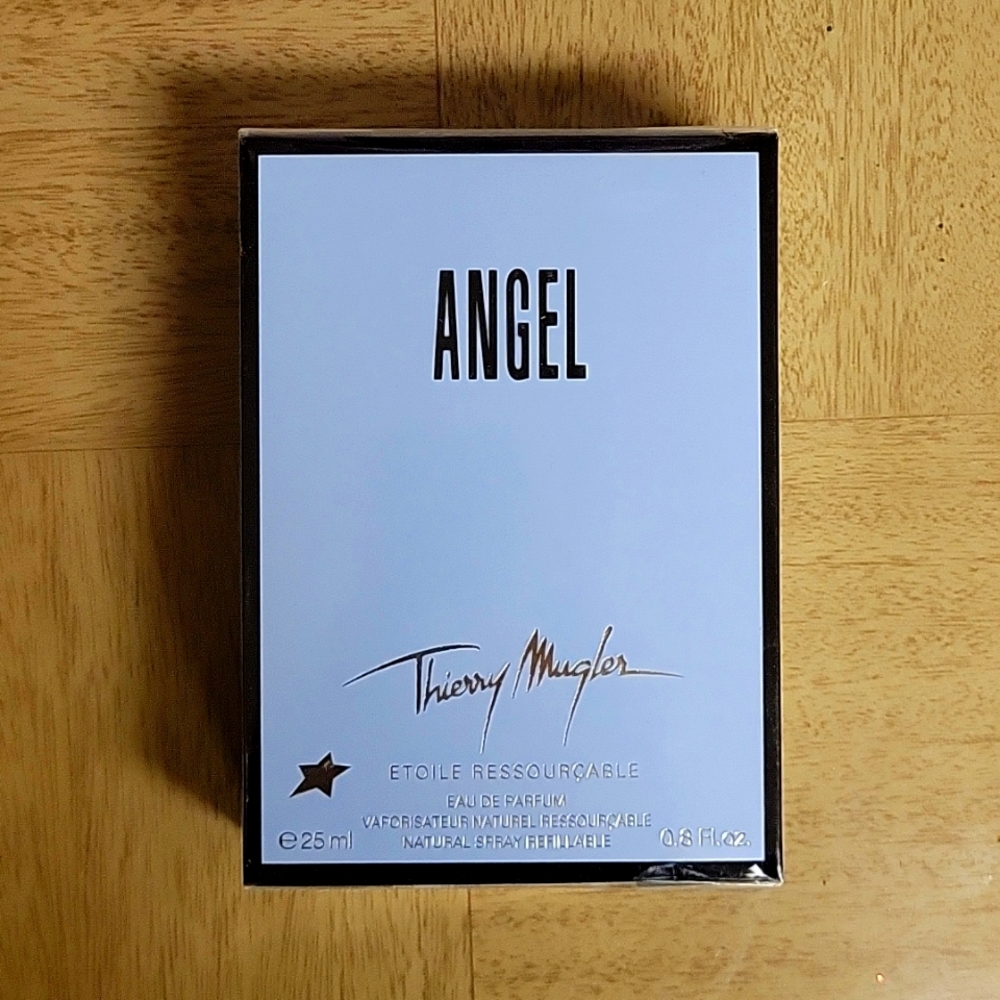 ANGEL
Thierry Mugler
ETOILE RESSOURÇABLE
EAU DE PARFUM
VAPORISATEUR NATUREL RESSOURÇABLE
℮ 25 ml NATURAL SPRAY REFILLABLE 0.8 Fl.oz.